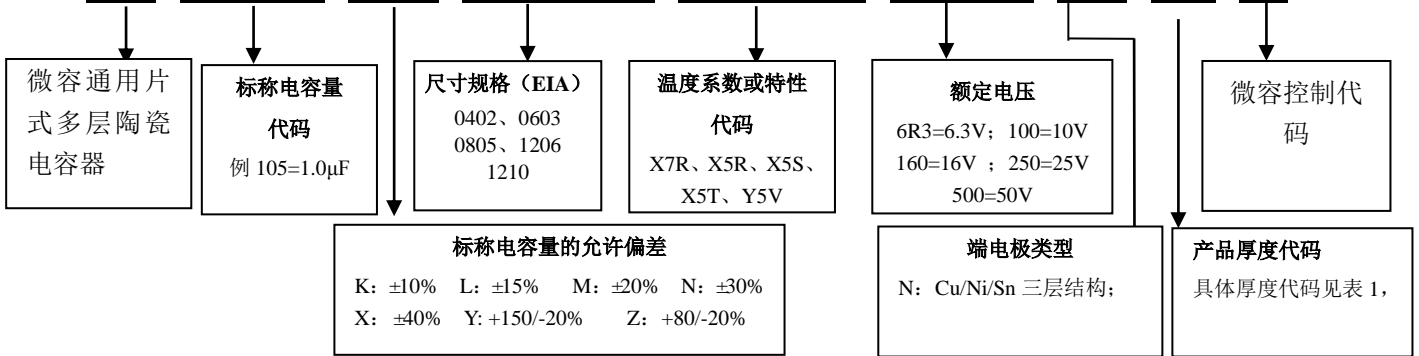 微容通用片
式多层陶瓷
电容器
标称电容量
代码
例 105=1.0μF
尺寸规格（EIA）
0402、0603
0805、1206
1210
温度系数或特性
代码
X7R、X5R、X5S、
X5T、Y5V
额定电压
6R3=6.3V；100=10V
160=16V ；250=25V
500=50V
微容控制代
码
标称电容量的允许偏差
K：±10% L：±15% M：±20% N：±30%
X：±40% Y: +150/-20% Z：+80/-20%
端电极类型
N：Cu/Ni/Sn 三层结构；
产品厚度代码
具体厚度代码见表 1，